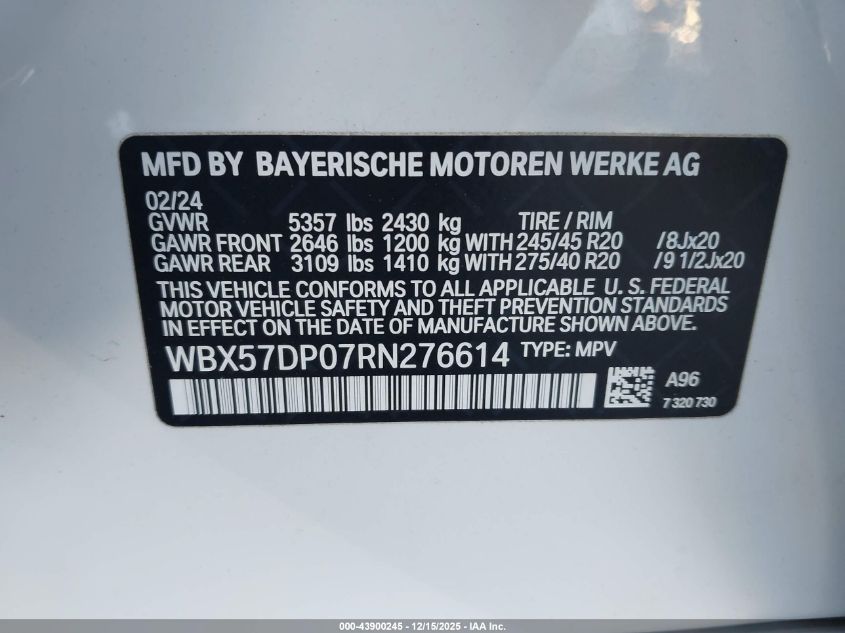 MFD BY BAYERISCHE MOTOREN WERKE AG
02/24
GVWR 5357 lbs 2430 kg TIRE / RIM
GAWR FRONT 2646 lbs 1200 kg WITH 245/45 R20 /8Jx20
GAWR REAR 3109 lbs 1410 kg WITH 275/40 R20 /9 1/2Jx20
THIS VEHICLE CONFORMS TO ALL APPLICABLE U. S. FEDERAL
MOTOR VEHICLE SAFETY AND THEFT PREVENTION STANDARDS
IN EFFECT ON THE DATE OF MANUFACTURE SHOWN ABOVE.
WBX57DP07RN276614 TYPE: MPV
A96
7 320 730
000-43900245 - 12/15/2025 - IAA Inc.